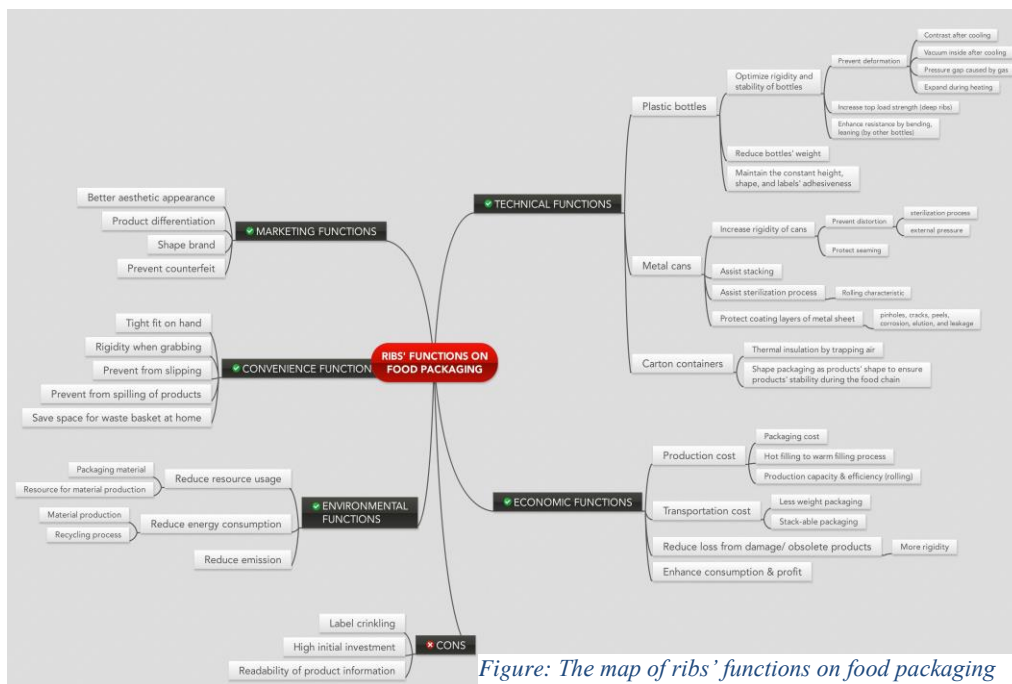 RIBS' FUNCTIONS ON
FOOD PACKAGING
TECHNICAL FUNCTIONS
Plastic bottles
Optimize rigidity and
stability of bottles
Prevent deformation
Contrast after cooling
Vacuum inside after cooling
Pressure gap caused by gas
Expand during heating
Increase top load strength (deep ribs)
Enhance resistance by bending,
leaning (by other bottles)
Reduce bottles' weight
Maintain the constant height,
shape, and labels' adhesiveness
Metal cans
Increase rigidity of cans
Prevent distortion
sterilization process
external pressure
Protect seaming
Assist stacking
Assist sterilization process
Rolling characteristic
Protect coating layers of metal sheet
pinholes, cracks, peels,
corrosion, elution, and leakage
Carton containers
Thermal insulation by trapping air
Shape packaging as products' shape to ensure
products' stability during the food chain
ECONOMIC FUNCTIONS
Production cost
Packaging cost
Hot filling to warm filling process
Production capacity & efficiency (rolling)
Transportation cost
Less weight packaging
Stack-able packaging
Reduce loss from damage/ obsolete products
More rigidity
Enhance consumption & profit
MARKETING FUNCTIONS
Better aesthetic appearance
Product differentiation
Shape brand
Prevent counterfeit
CONVENIENCE FUNCTION
Tight fit on hand
Rigidity when grabbing
Prevent from slipping
Prevent from spilling of products
Save space for waste basket at home
ENVIRONMENTAL
FUNCTIONS
Reduce resource usage
Packaging material
Resource for material production
Reduce energy consumption
Material production
Recycling process
Reduce emission
CONS
Label crinkling
High initial investment
Readability of product information
Figure: The map of ribs' functions on food packaging